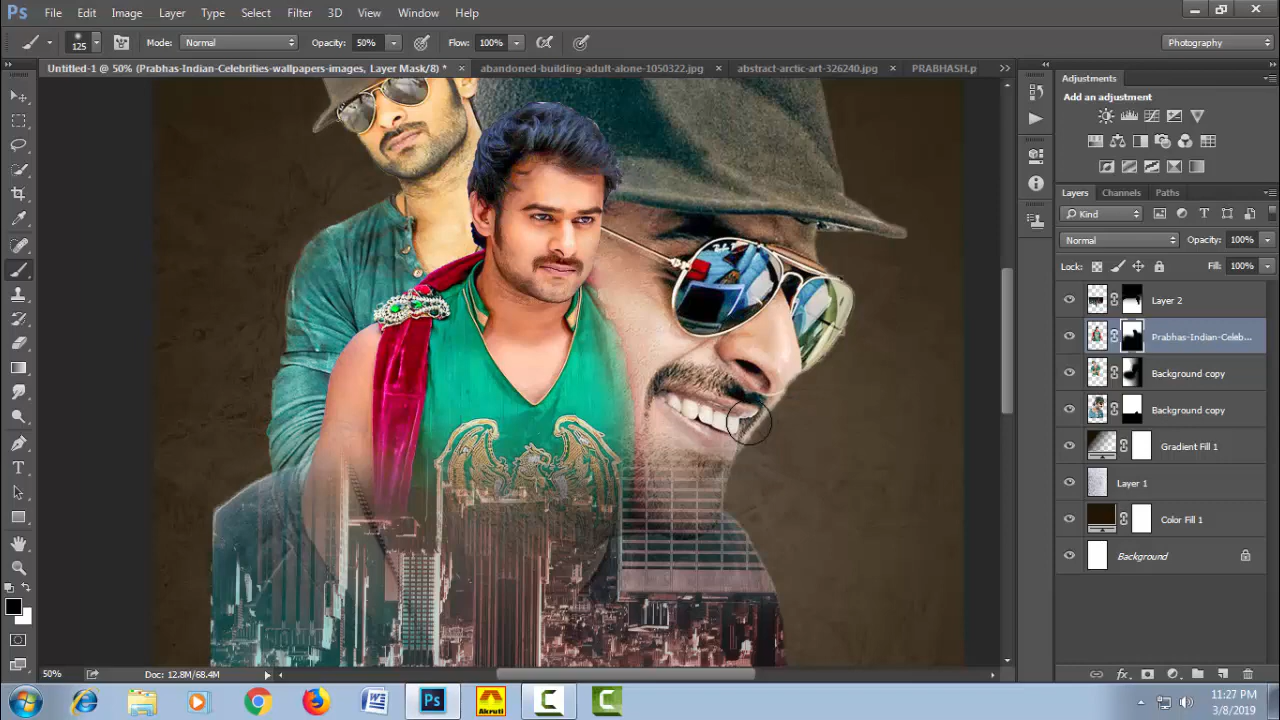 Ps File Edit Image Layer Type Select Filter 3D View Window Help
125 Mode: Normal Opacity: 50% Flow: 100% Photography
Untitled-1 @ 50% (Prabhas-Indian-Celebrities-wallpapers-images, Layer Mask/8) * × abandoned-building-adult-alone-1050322.jpg × abstract-arctic-art-326240.jpg × PRABHASH.p
Adjustments
Add an adjustment
Layers Channels Paths
Kind
Normal Opacity: 100%
Lock: Fill: 100%
Layer 2
Prabhas-Indian-Celeb...
Background copy
Background copy
Gradient Fill 1
Layer 1
Color Fill 1
Background
50% Doc: 12.8M/68.4M
Ps Akruti
11:27 PM
3/8/2019